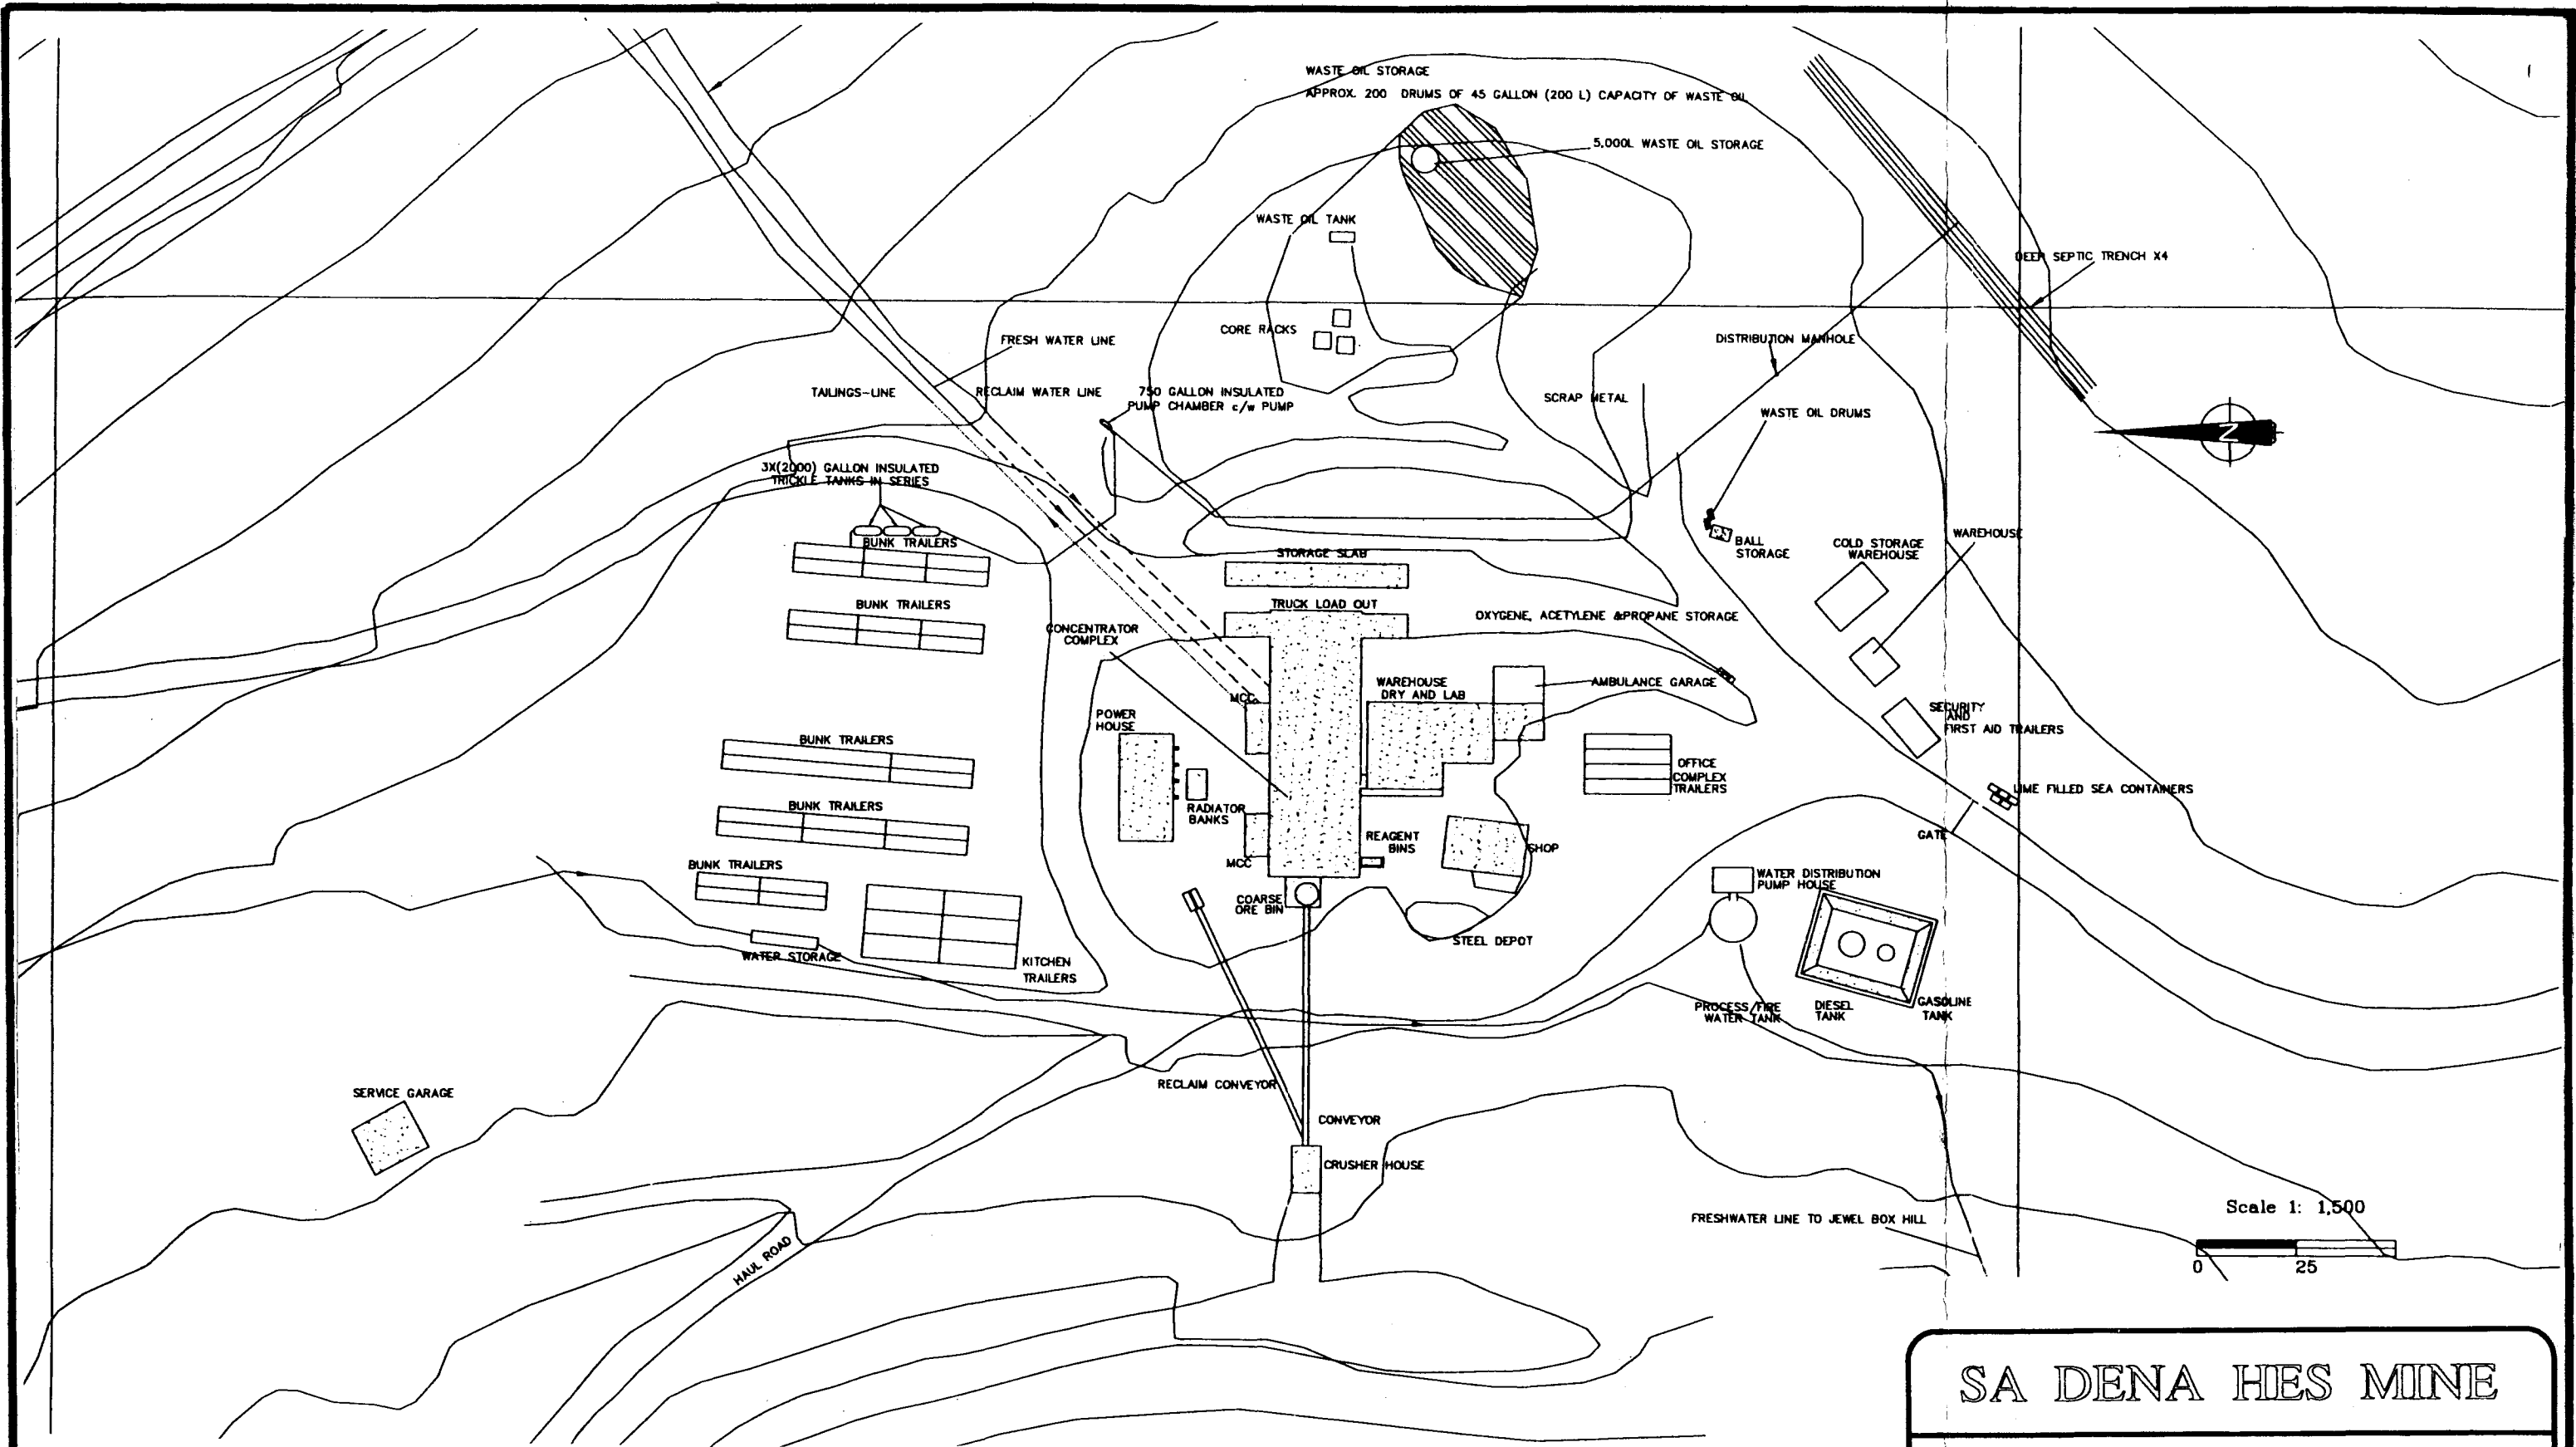 WASTE OIL STORAGE
APPROX. 200 DRUMS OF 45 GALLON (200 L) CAPACITY OF WASTE OIL
5,000L WASTE OIL STORAGE
WASTE OIL TANK
DEEP SEPTIC TRENCH X4
CORE RACKS
FRESH WATER LINE
DISTRIBUTION MANHOLE
TAILINGS-LINE
RECLAIM WATER LINE
750 GALLON INSULATED
PUMP CHAMBER c/w PUMP
SCRAP METAL
WASTE OIL DRUMS
N
3X(2000) GALLON INSULATED
TRICKLE TANKS IN SERIES
BUNK TRAILERS
BALL
STORAGE
COLD STORAGE
WAREHOUSE
WAREHOUSE
STORAGE SLAB
BUNK TRAILERS
TRUCK LOAD OUT
OXYGENE, ACETYLENE &PROPANE STORAGE
CONCENTRATOR
COMPLEX
MCC
WAREHOUSE
DRY AND LAB
AMBULANCE GARAGE
POWER
HOUSE
SECURITY
AND
FIRST AID TRAILERS
BUNK TRAILERS
OFFICE
COMPLEX
TRAILERS
LIME FILLED SEA CONTAINERS
BUNK TRAILERS
RADIATOR
BANKS
REAGENT
BINS
GATE
SHOP
MCC
BUNK TRAILERS
WATER DISTRIBUTION
PUMP HOUSE
COARSE
ORE BIN
STEEL DEPOT
WATER STORAGE
KITCHEN
TRAILERS
PROCESS/FIRE
WATER TANK
DIESEL
TANK
GASOLINE
TANK
RECLAIM CONVEYOR
SERVICE GARAGE
CONVEYOR
CRUSHER HOUSE
FRESHWATER LINE TO JEWEL BOX HILL
Scale 1: 1,500
0 25
HAUL ROAD
SA DENA HES MINE